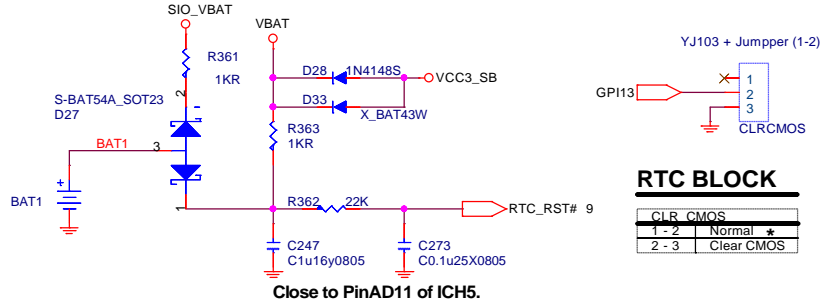 SIO_VBAT
VBAT
R361
1KR
2
S-BAT54A_SOT23
D27
BAT1
3
BAT1
+
1
D28
1N4148S
D33
X_BAT43W
VCC3_SB
R363
1KR
R362
22K
RTC_RST# 9
C247
C1u16y0805
C273
C0.1u25X0805
Close to PinAD11 of ICH5.
YJ103 + Jumpper (1-2)
GPI13
1
2
3
CLRCMOS
RTC BLOCK
CLR CMOS
1 - 2 Normal *
2 - 3 Clear CMOS